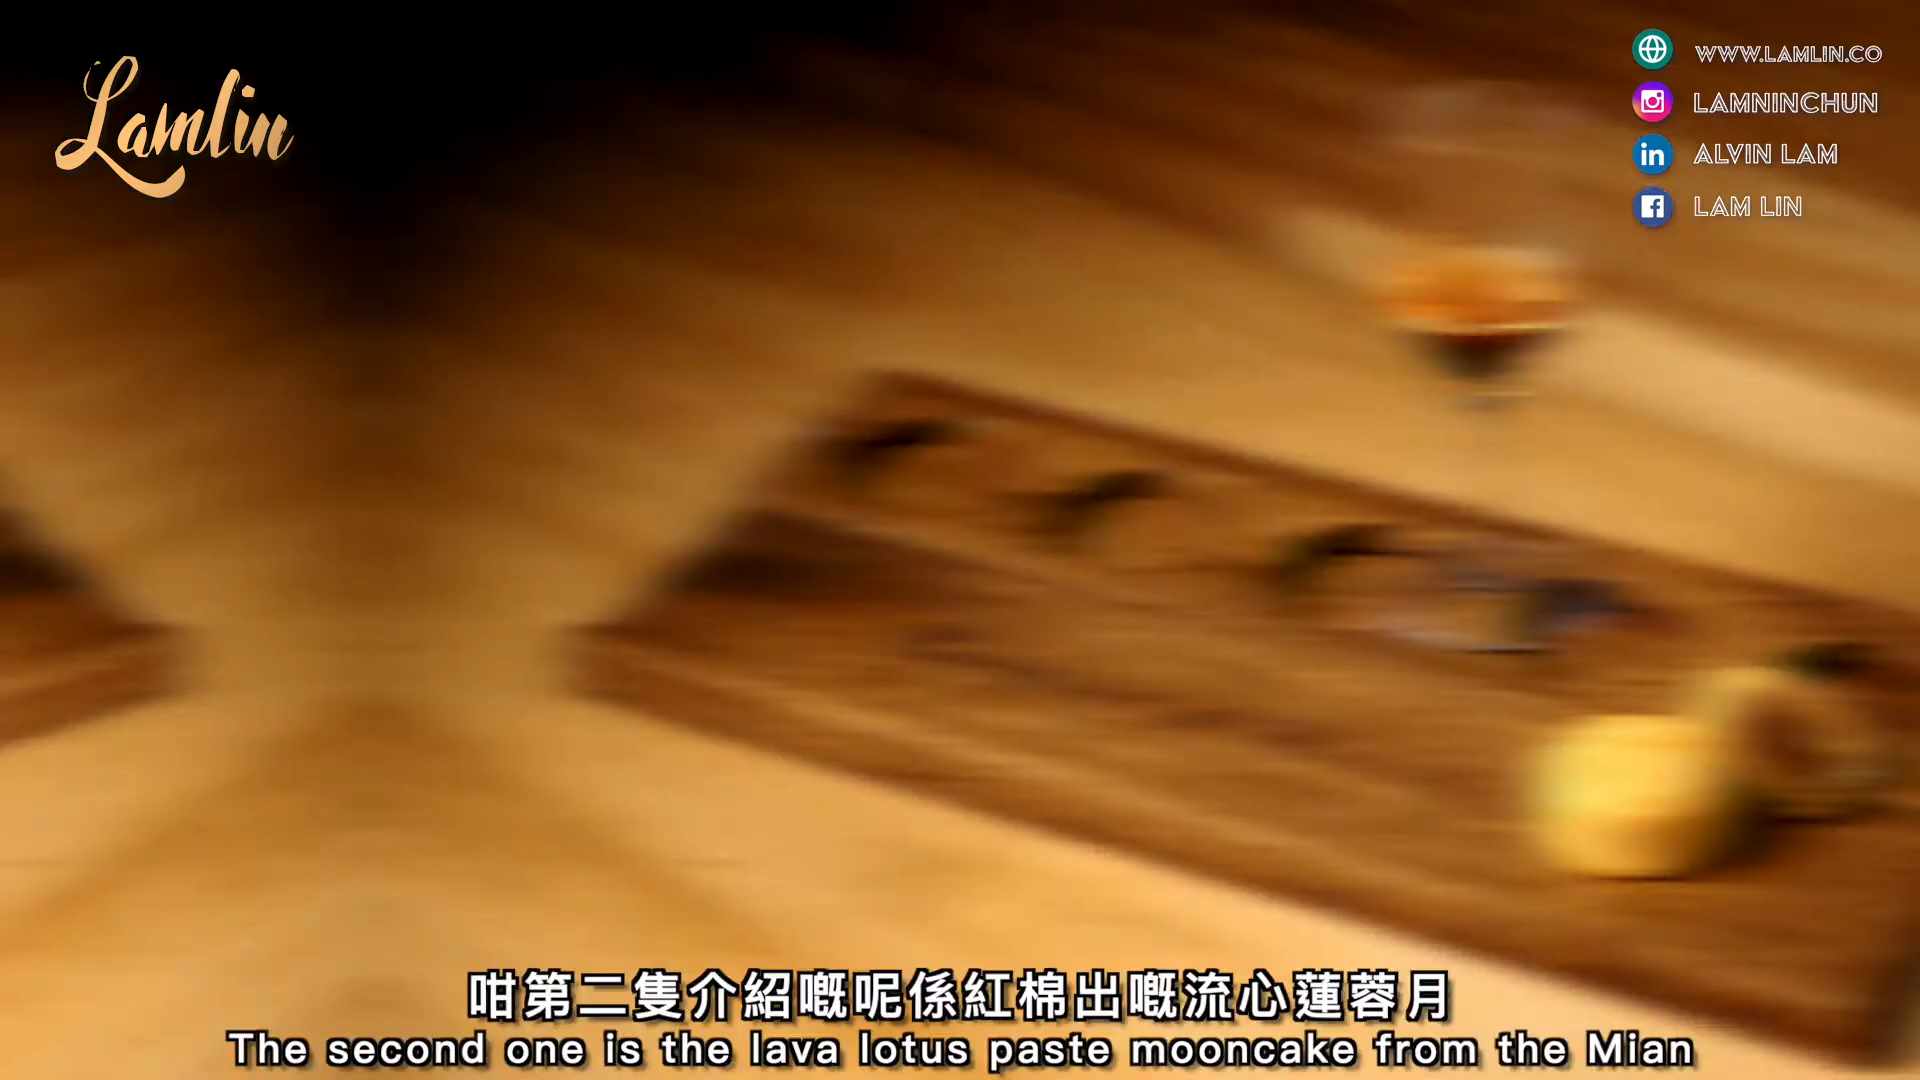 Lamlin
WWW.LAMLIN.CO
LAMNINCHUN
in ALVIN LAM
LAM LIN
咁第二隻介紹嘅呢係紅棉出嘅流心蓮蓉月
The second one is the lava lotus paste mooncake from the Mian